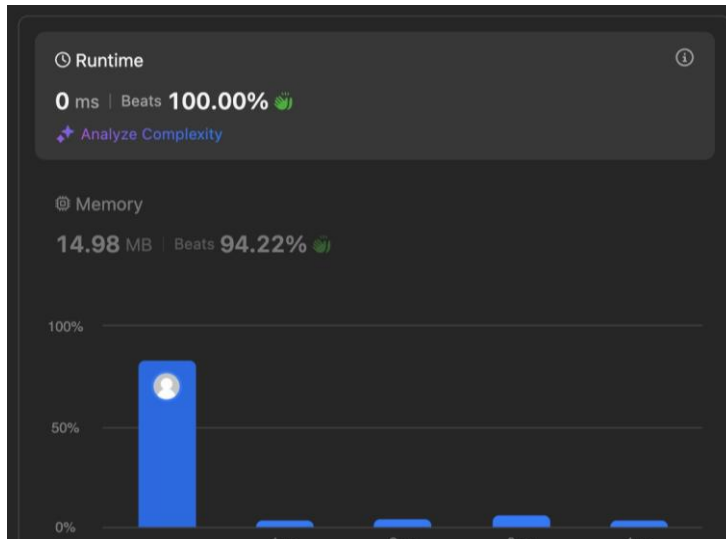 Runtime
0 ms | Beats 100.00%
Analyze Complexity
Memory
14.98 MB | Beats 94.22%
100%
50%
0%